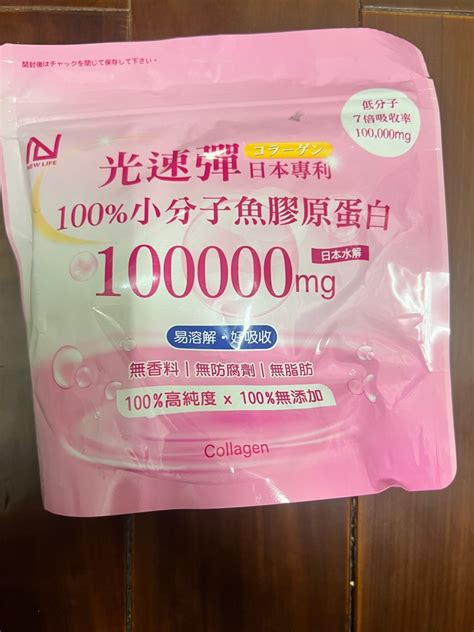 開封後はチャックを閉じて保存して下さい。
低分子
7倍吸收率
100,000mg
N
NEW LIFE
コラーゲン
光速彈 日本專利
100%小分子魚膠原蛋白
日本水解
100000mg
易溶解・好吸收
無香料|無防腐劑|無脂肪
100%高純度 x 100%無添加
Collagen